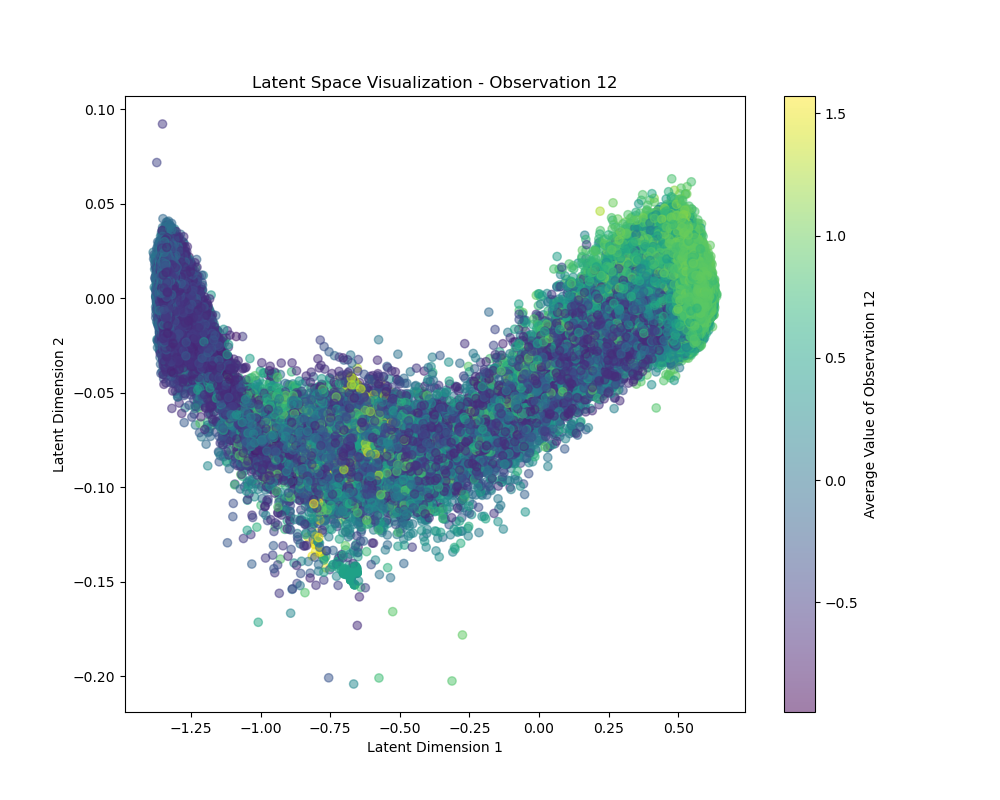 Latent Space Visualization - Observation 12
0.10
0.05
0.00
−0.05
−0.10
−0.15
−0.20
Latent Dimension 2
−1.25 −1.00 −0.75 −0.50 −0.25 0.00 0.25 0.50
Latent Dimension 1
1.5
1.0
0.5
0.0
−0.5
Average Value of Observation 12